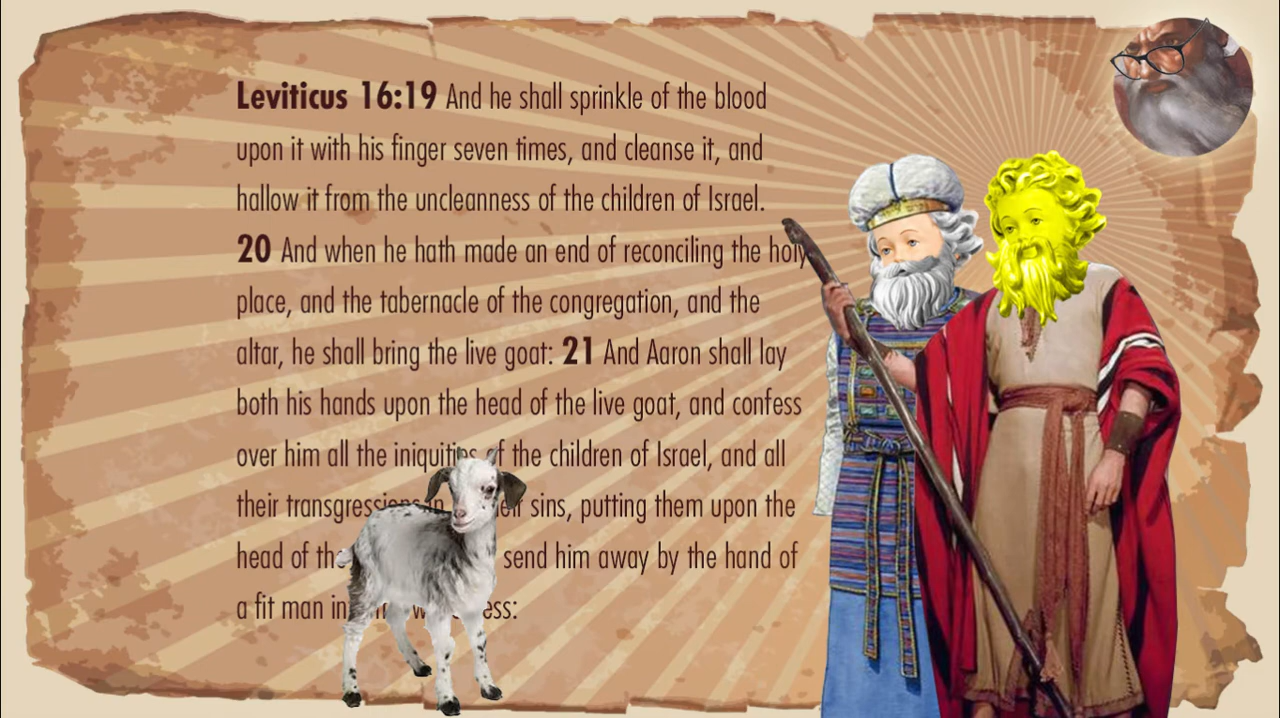 Leviticus 16:19 And he shall sprinkle of the blood
upon it with his finger seven times, and cleanse it, and
hallow it from the uncleanness of the children of Israel.
20 And when he hath made an end of reconciling the holy
place, and the tabernacle of the congregation, and the
altar, he shall bring the live goat: 21 And Aaron shall lay
both his hands upon the head of the live goat, and confess
over him all the iniquities of the children of Israel, and all
their transgressions in their sins, putting them upon the
head of the send him away by the hand of
a fit man